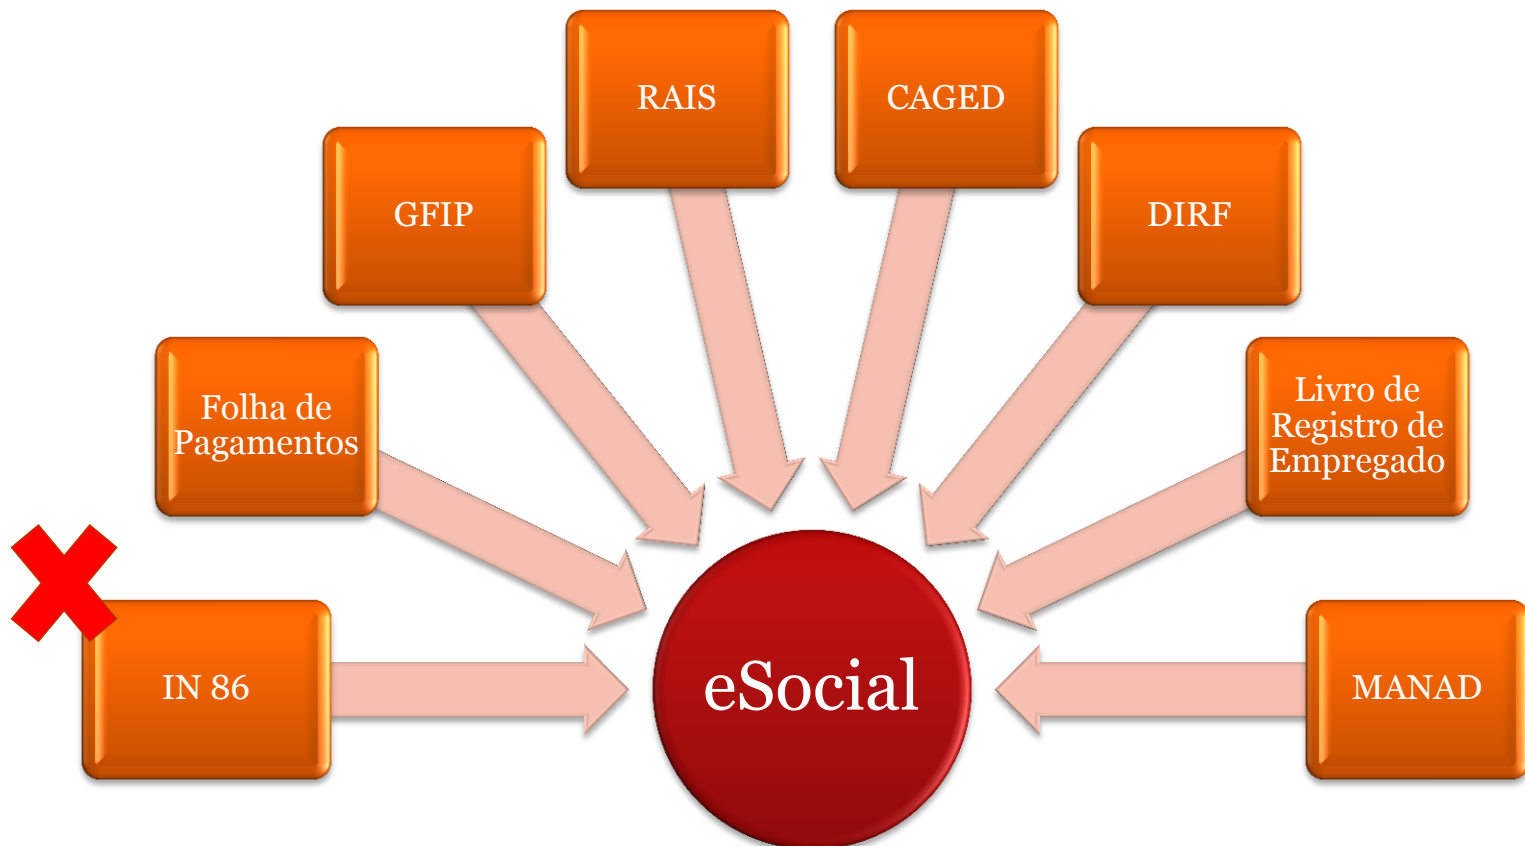 RAIS
CAGED
GFIP
DIRF
Folha de
Pagamentos
Livro de
Registro de
Empregado
IN 86
eSocial
MANAD